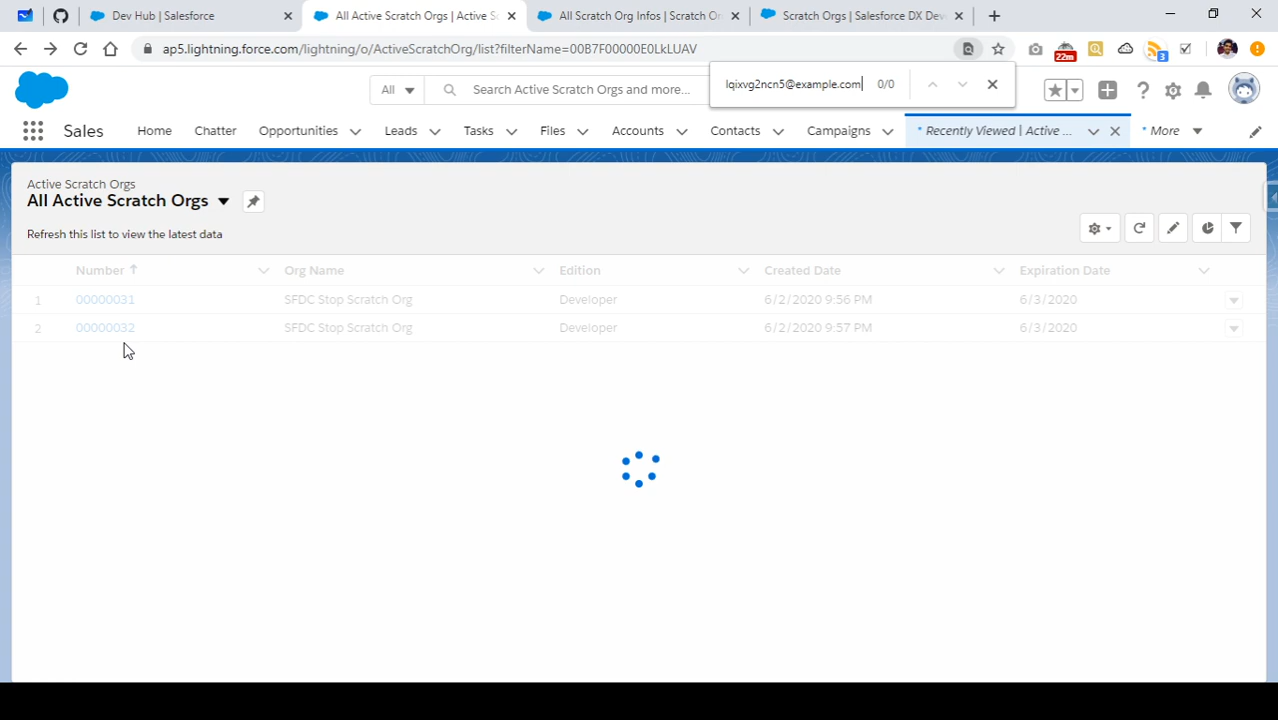 Dev Hub | Salesforce
All Active Scratch Orgs | Active Sc
All Scratch Org Infos | Scratch Or
Scratch Orgs | Salesforce DX Dev
ap5.lightning.force.com/lightning/o/ActiveScratchOrg/list?filterName=00B7F00000E0LkLUAV
22m
3
lqixvg2ncn5@example.com 0/0
All Search Active Scratch Orgs and more...
Sales Home Chatter Opportunities Leads Tasks Files Accounts Contacts Campaigns * Recently Viewed | Active ... * More
Active Scratch Orgs
All Active Scratch Orgs
Refresh this list to view the latest data
Number Org Name Edition Created Date Expiration Date
1 00000031 SFDC Stop Scratch Org Developer 6/2/2020 9:56 PM 6/3/2020
2 00000032 SFDC Stop Scratch Org Developer 6/2/2020 9:57 PM 6/3/2020